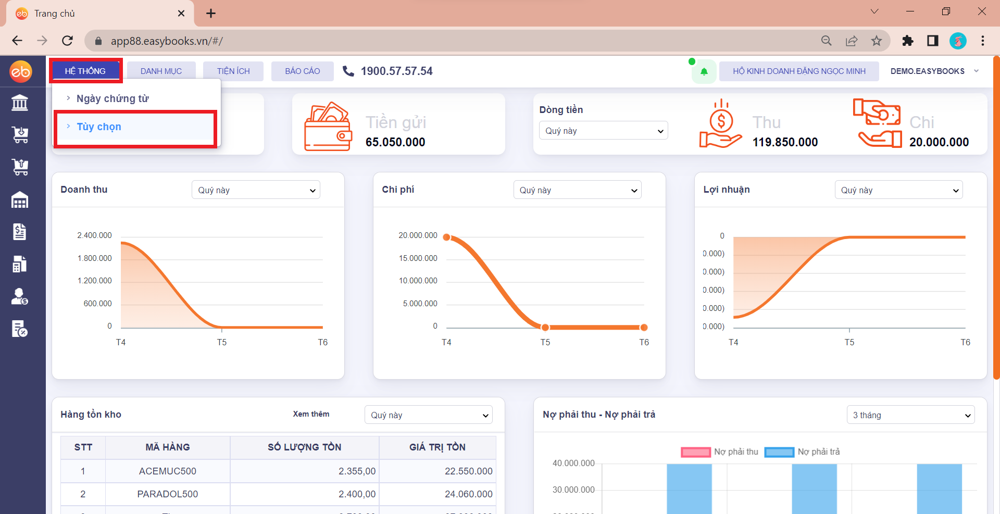 Trang chủ
app88.easybooks.vn/#/
eb
HỆ THỐNG
DANH MỤC
TIỆN ÍCH
BÁO CÁO
1900.57.57.54
HỘ KINH DOANH ĐẶNG NGỌC MINH
DEMO.EASYBOOKS
Ngày chứng từ
Tùy chọn
Tiền gửi
65.050.000
Dòng tiền
Quý này
Thu
119.850.000
Chi
20.000.000
Doanh thu
Quý này
2.400.000
1.800.000
1.200.000
600.000
0
T4 T5 T6
Chi phí
Quý này
20.000.000
15.000.000
10.000.000
5.000.000
0
T4 T5 T6
Lợi nhuận
Quý này
0
0.000)
0.000)
0.000)
0.000)
0.000)
T4 T5 T6
Hàng tồn kho
Xem thêm
Quý này
STT MÃ HÀNG SỐ LƯỢNG TỒN GIÁ TRỊ TỒN
1 ACEMUC500 2.355,00 22.550.000
2 PARADOL500 2.400,00 24.060.000
Nợ phải thu - Nợ phải trả
3 tháng
Nợ phải thu Nợ phải trả
40.000.000
30.000.000